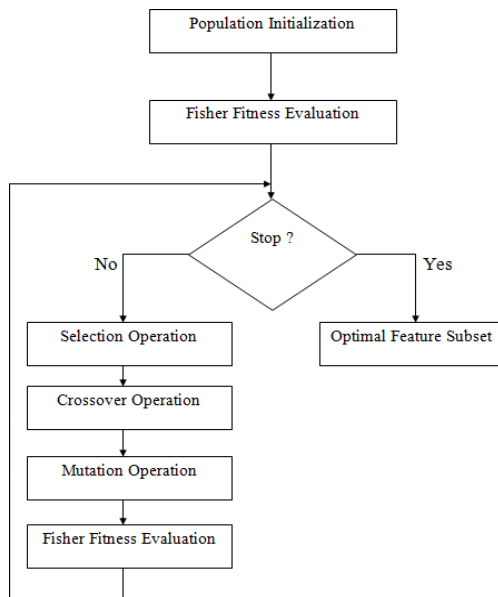 Population Initialization
Fisher Fitness Evaluation
Stop ?
No
Yes
Selection Operation
Optimal Feature Subset
Crossover Operation
Mutation Operation
Fisher Fitness Evaluation